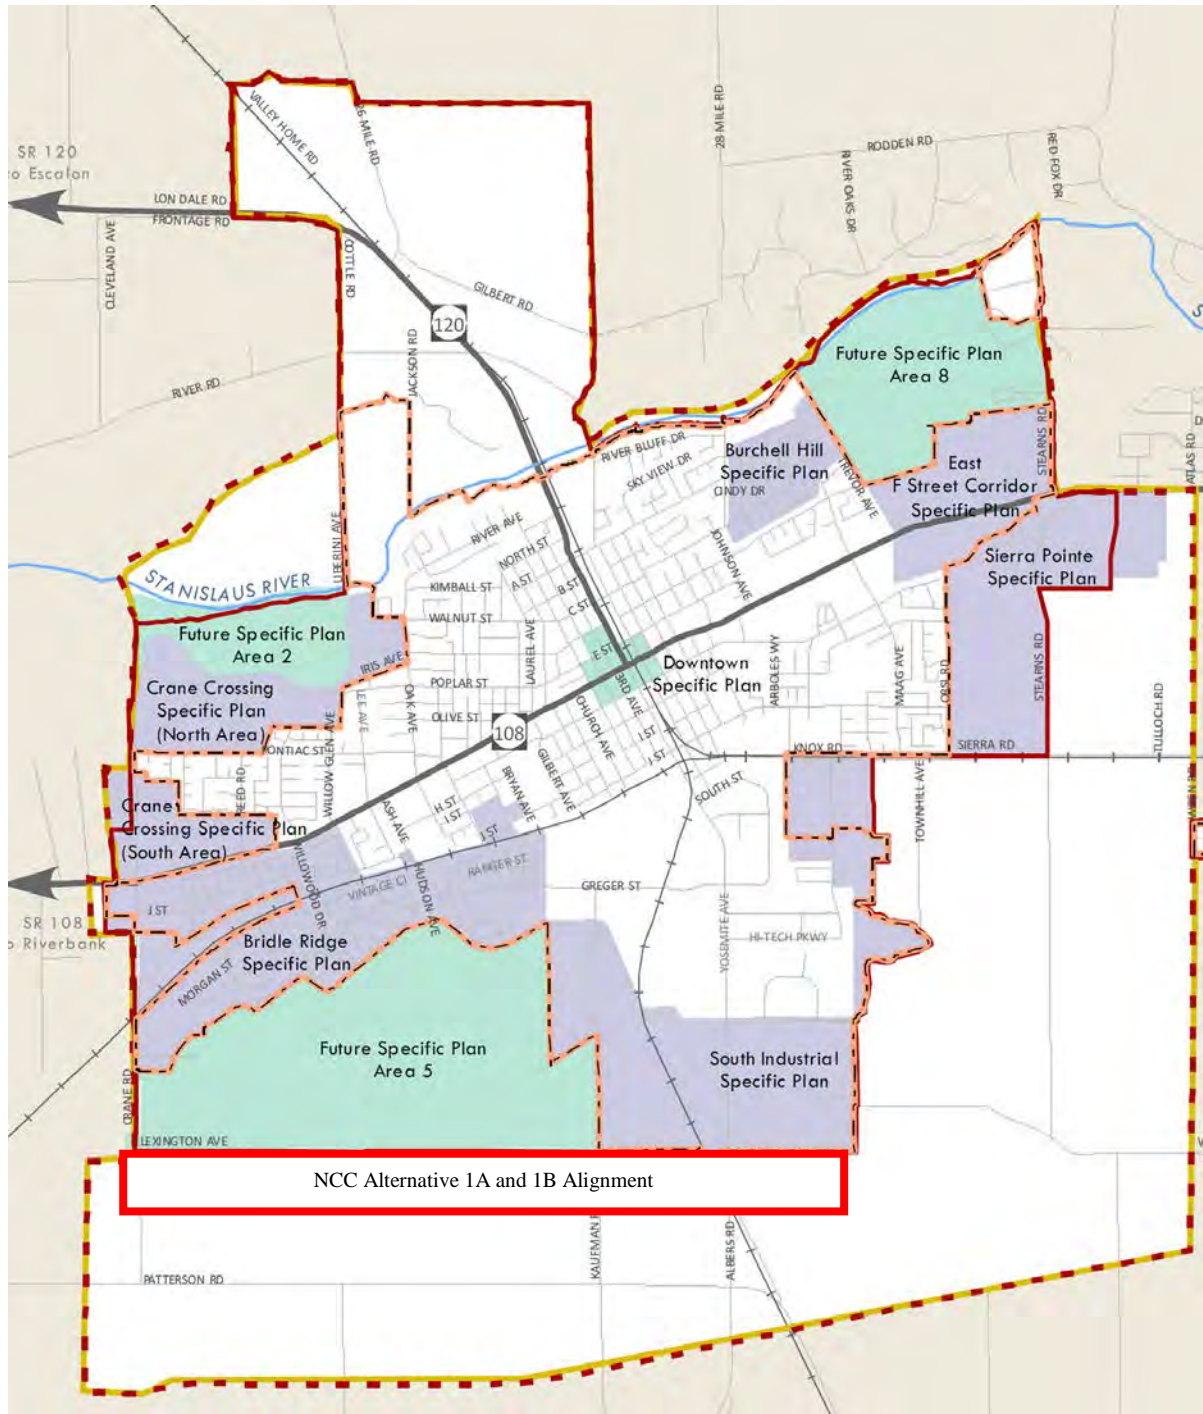 VALLEY HOME RD
26 MILE RD
28 MILE RD
RODDEN RD
RIVER OAKS DR
RED FOX DR
SR 120
o Escalon
LON DALE RD
FRONTAGE RD
CLEVELAND AVE
COTTLE RD
GILBERT RD
120
JACKSON RD
RIVER RD
Future Specific Plan
Area 8
RIVER BLUFF DR
SKY VIEW DR
CINDY DR
Burchell Hill
Specific Plan
TREVOR AVE
East
F Street Corridor
Specific Plan
STEARNS RD
ATLAS RD
RIVER AVE
NORTH ST
JOHNSON AVE
Sierra Pointe
Specific Plan
STANISLAUS RIVER
KIMBALL ST
A ST
B ST
C ST
WALNUT ST
Future Specific Plan
Area 2
IRIS AVE
LAUREL AVE
E ST
Downtown
Specific Plan
ARBOLES WY
MAAG AVE
STEARNS RD
TULLOCH RD
Crane Crossing
Specific Plan
(North Area)
LEE AVE
OAK AVE
POPLAR ST
OLIVE ST
3RD AVE
CHURCH AVE
108
WILLOW GLEN AVE
GILBERT AVE
J ST
KNOX RD
SIERRA RD
REED RD
BRYAN AVE
SOUTH ST
Crane
Crossing Specific Plan
(South Area)
ASH AVE
H ST
I ST
J ST
TOWNHILL AVE
WILLOWOOD DR
VINTAGE CI
HUDSON AVE
RANGER ST
GREGER ST
YOSEMITE AVE
J ST
SR 108
o Riverbank
HI-TECH PKWY
Bridle Ridge
Specific Plan
MORGAN ST
Future Specific Plan
Area 5
South Industrial
Specific Plan
CRANE RD
LEXINGTON AVE
NCC Alternative 1A and 1B Alignment
KAUFMAN
ALBERS RD
PATTERSON RD